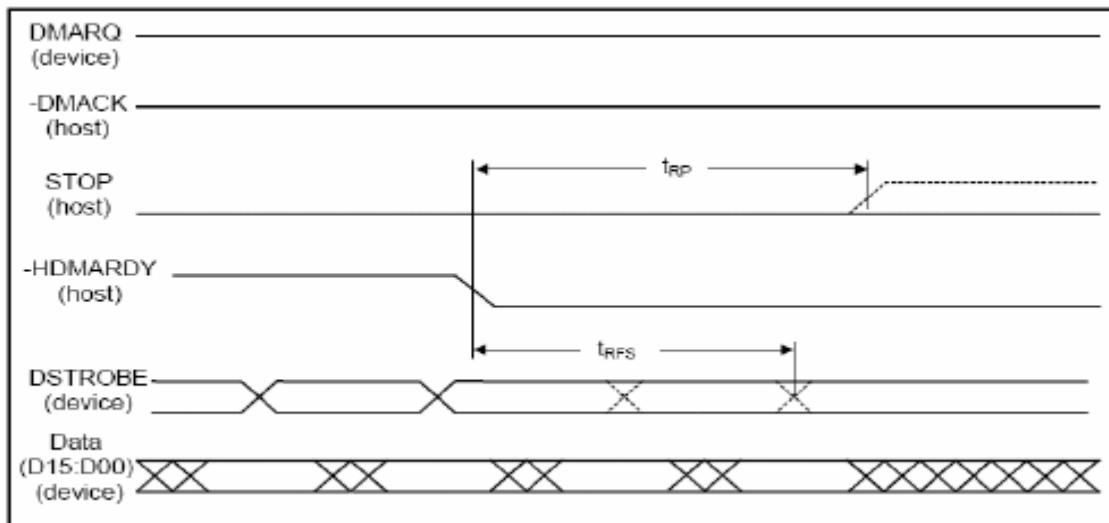 DMARQ
(device)
-DMACK
(host)
STOP
(host)
tRP
-HDMARDY
(host)
tRFS
DSTROBE
(device)
Data
(D15:D00)
(device)